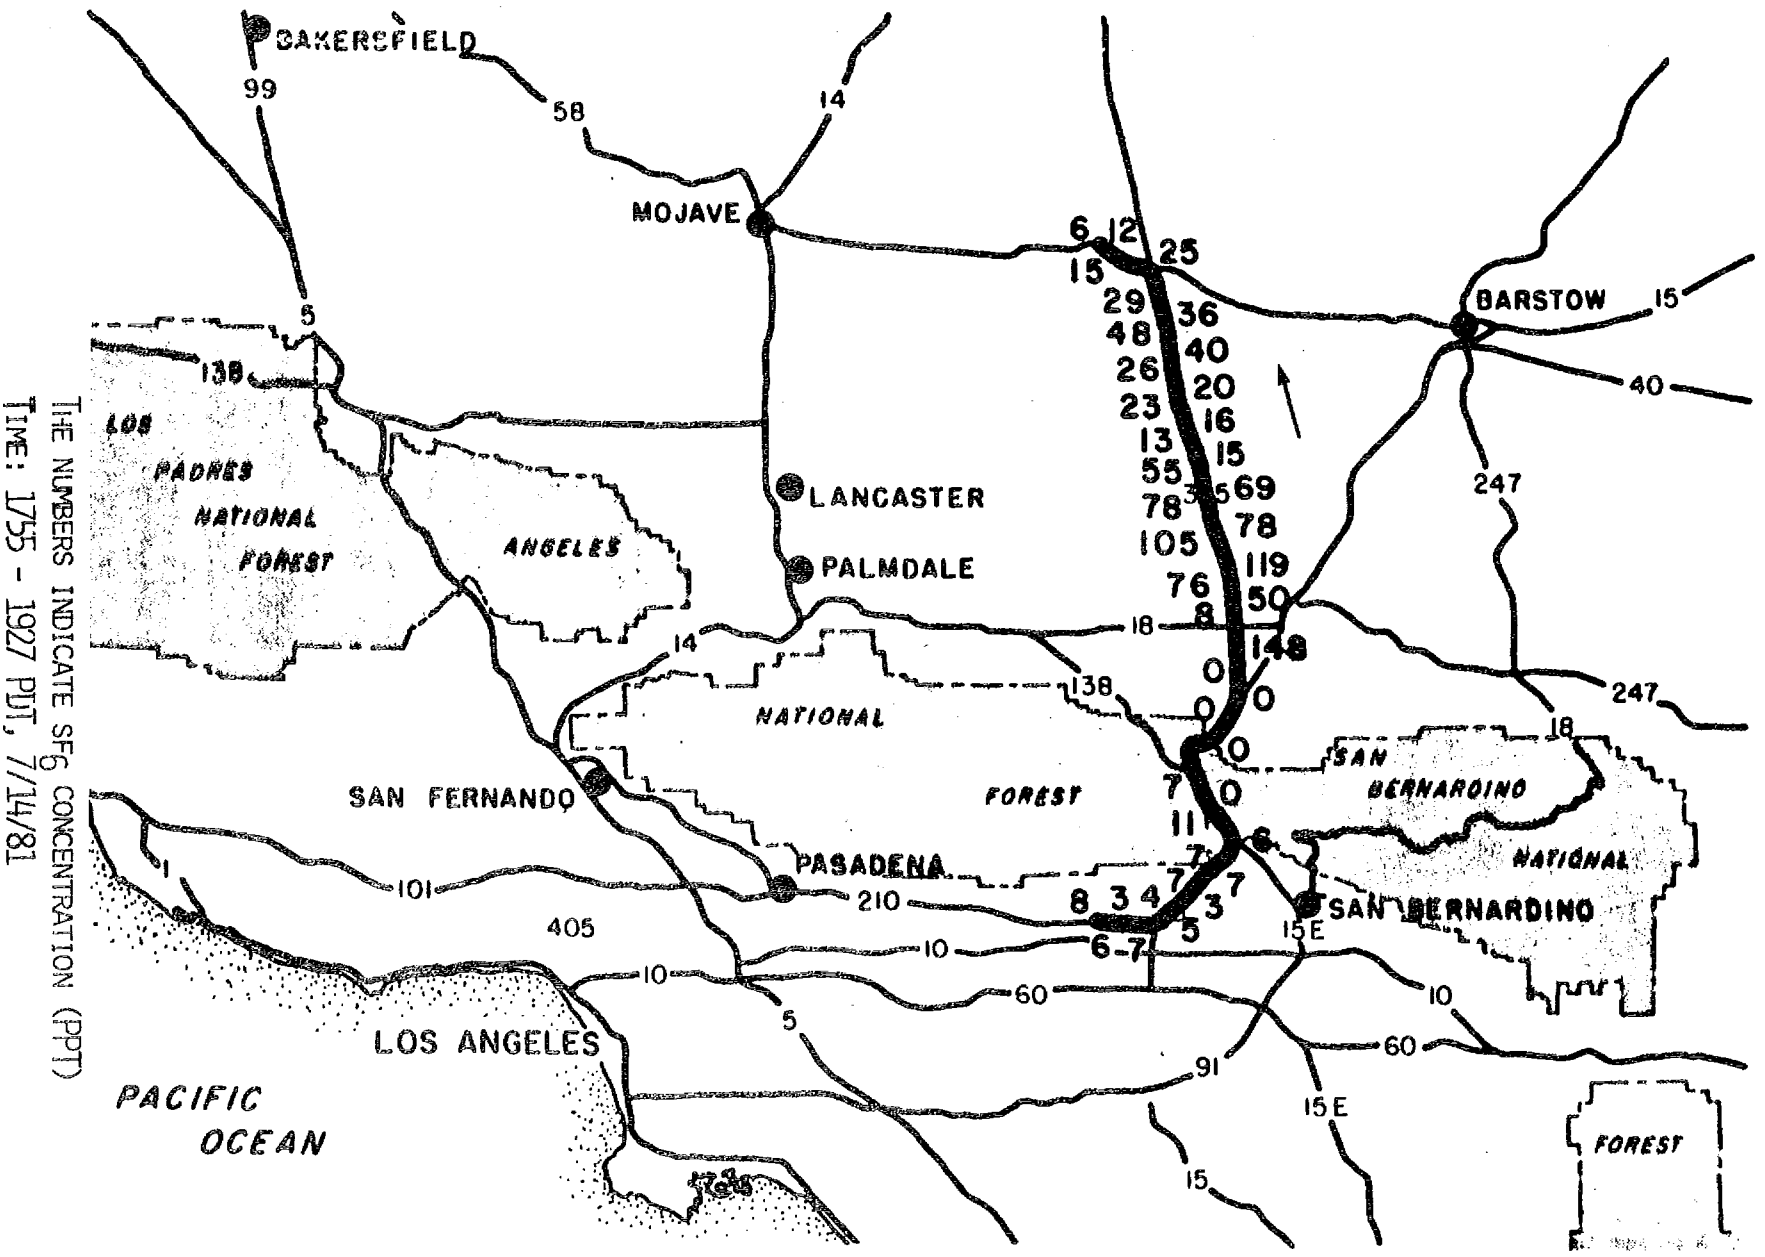 BAKERSFIELD
99
58
14
MOJAVE
6 12
25
15
29
36
BARSTOW
15
48
40
26
20
40
23
16
13
15
55
69
78
78
105
119
76
50
8
148
0
0
0
0
7
0
11
6
7
7
7
8 3 4
3
5
6-7
5
138
LOS
PADRES
NATIONAL
FOREST
ANGELES
LANCASTER
PALMDALE
247
18
14
138
NATIONAL
FOREST
247
18
SAN
BERNARDINO
NATIONAL
SAN FERNANDO
PASADENA
1
101
210
405
10
SAN BERNARDINO
15E
10
60
10
5
60
91
15E
15
LOS ANGELES
PACIFIC
OCEAN
FOREST
THE NUMBERS INDICATE SF6 CONCENTRATION (PPT)
TIME: 1755 - 1927 PDT, 7/14/81